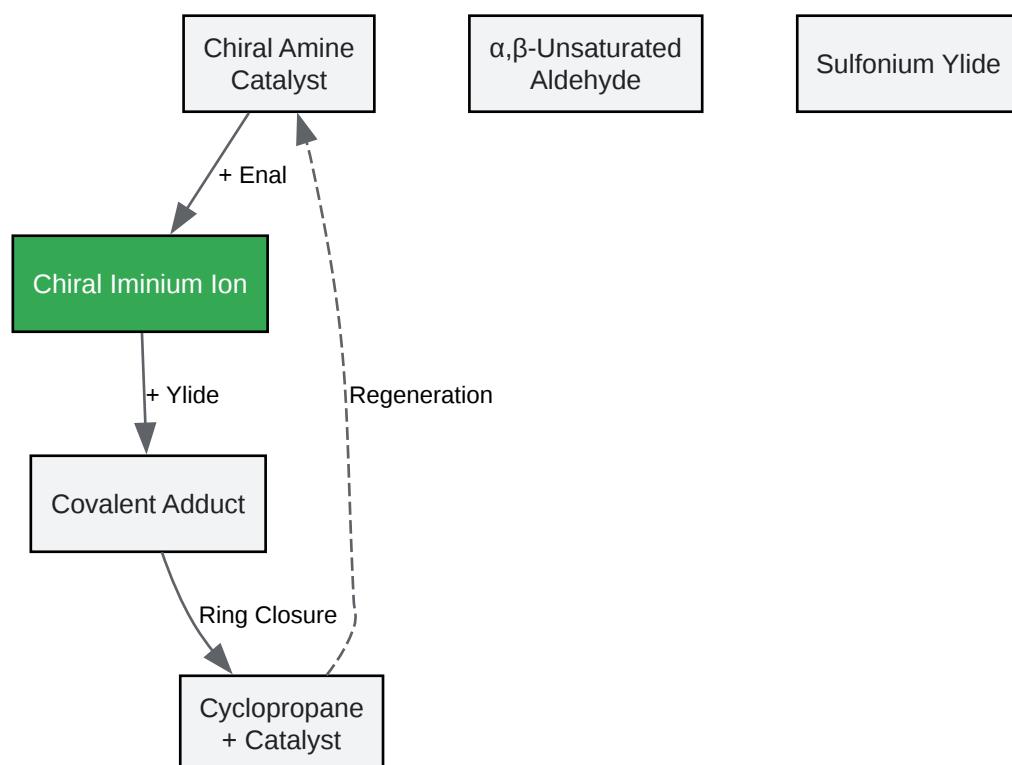 Chiral Amine
Catalyst
α,β-Unsaturated
Aldehyde
Sulfonium Ylide
+ Enal
Chiral Iminium Ion
+ Ylide
Regeneration
Covalent Adduct
Ring Closure
Cyclopropane
+ Catalyst